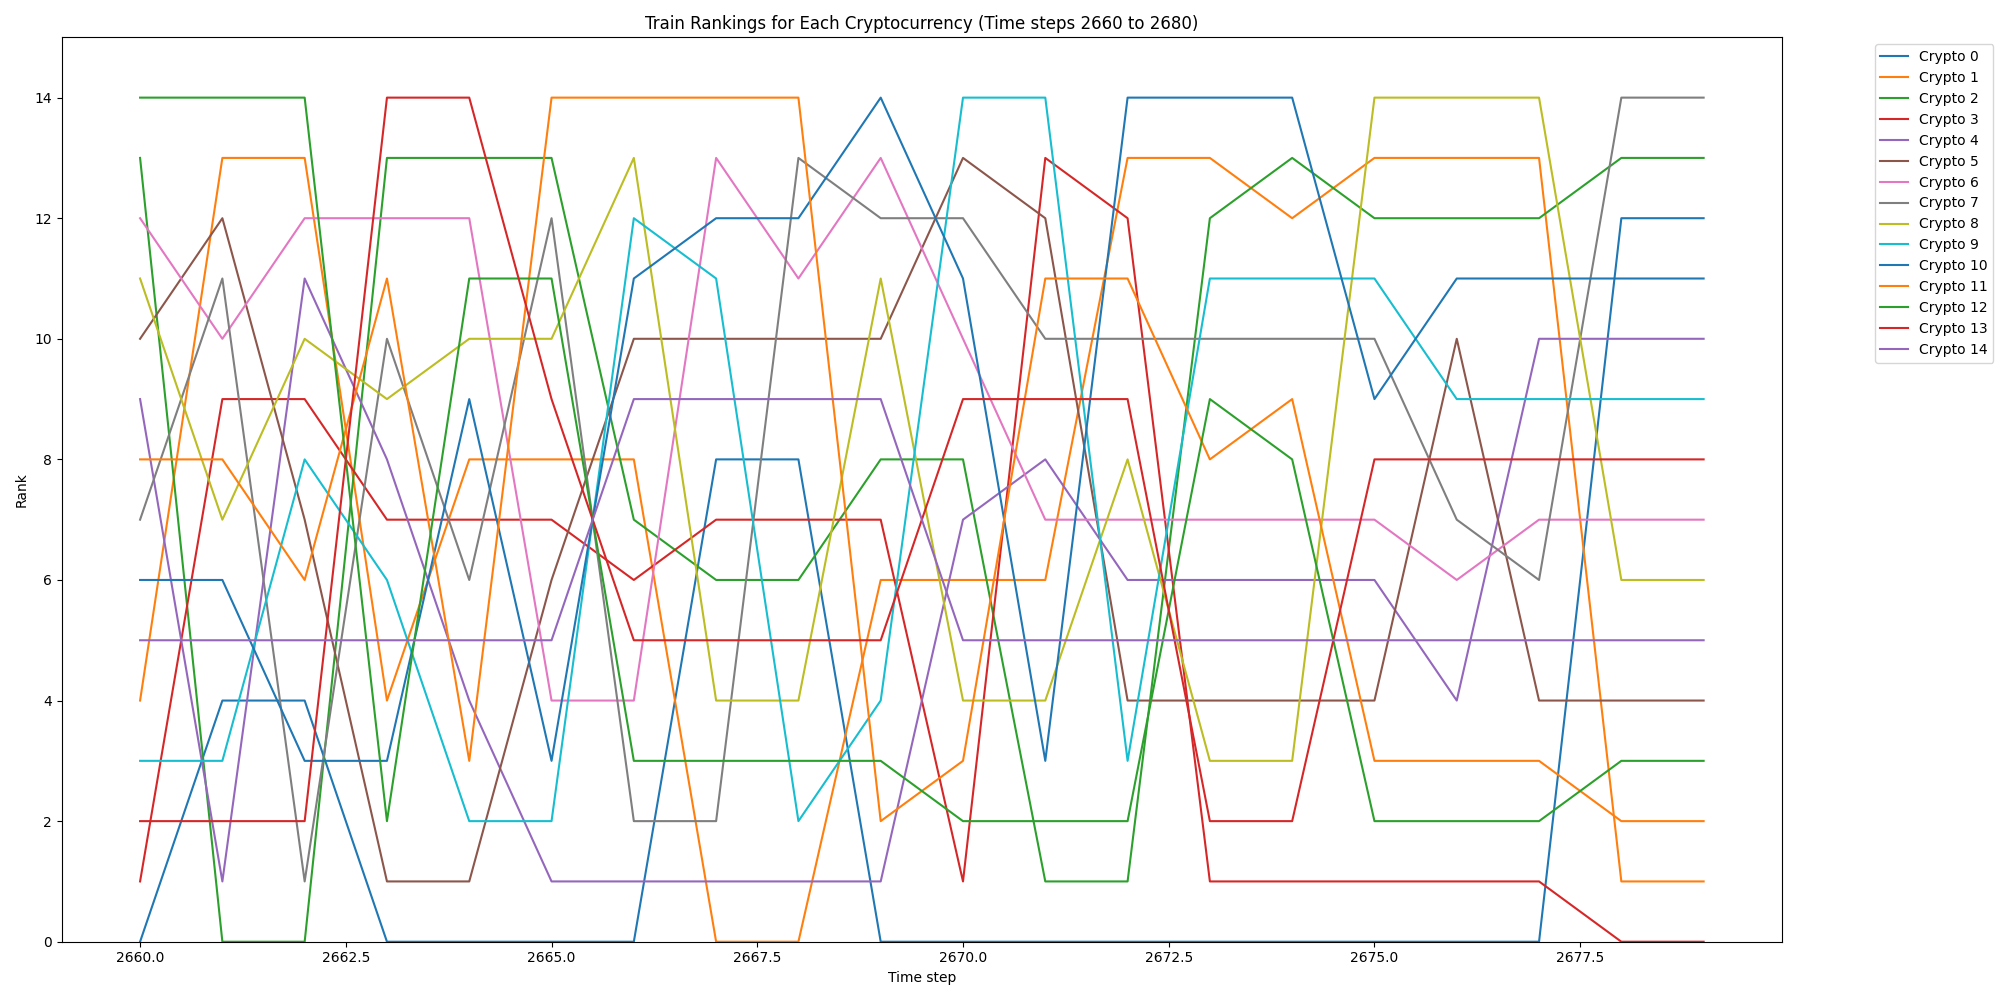 Train Rankings for Each Cryptocurrency (Time steps 2660 to 2680)
Rank
14
12
10
8
6
4
2
0
2660.0 2662.5 2665.0 2667.5 2670.0 2672.5 2675.0 2677.5
Time step
Crypto 0
Crypto 1
Crypto 2
Crypto 3
Crypto 4
Crypto 5
Crypto 6
Crypto 7
Crypto 8
Crypto 9
Crypto 10
Crypto 11
Crypto 12
Crypto 13
Crypto 14